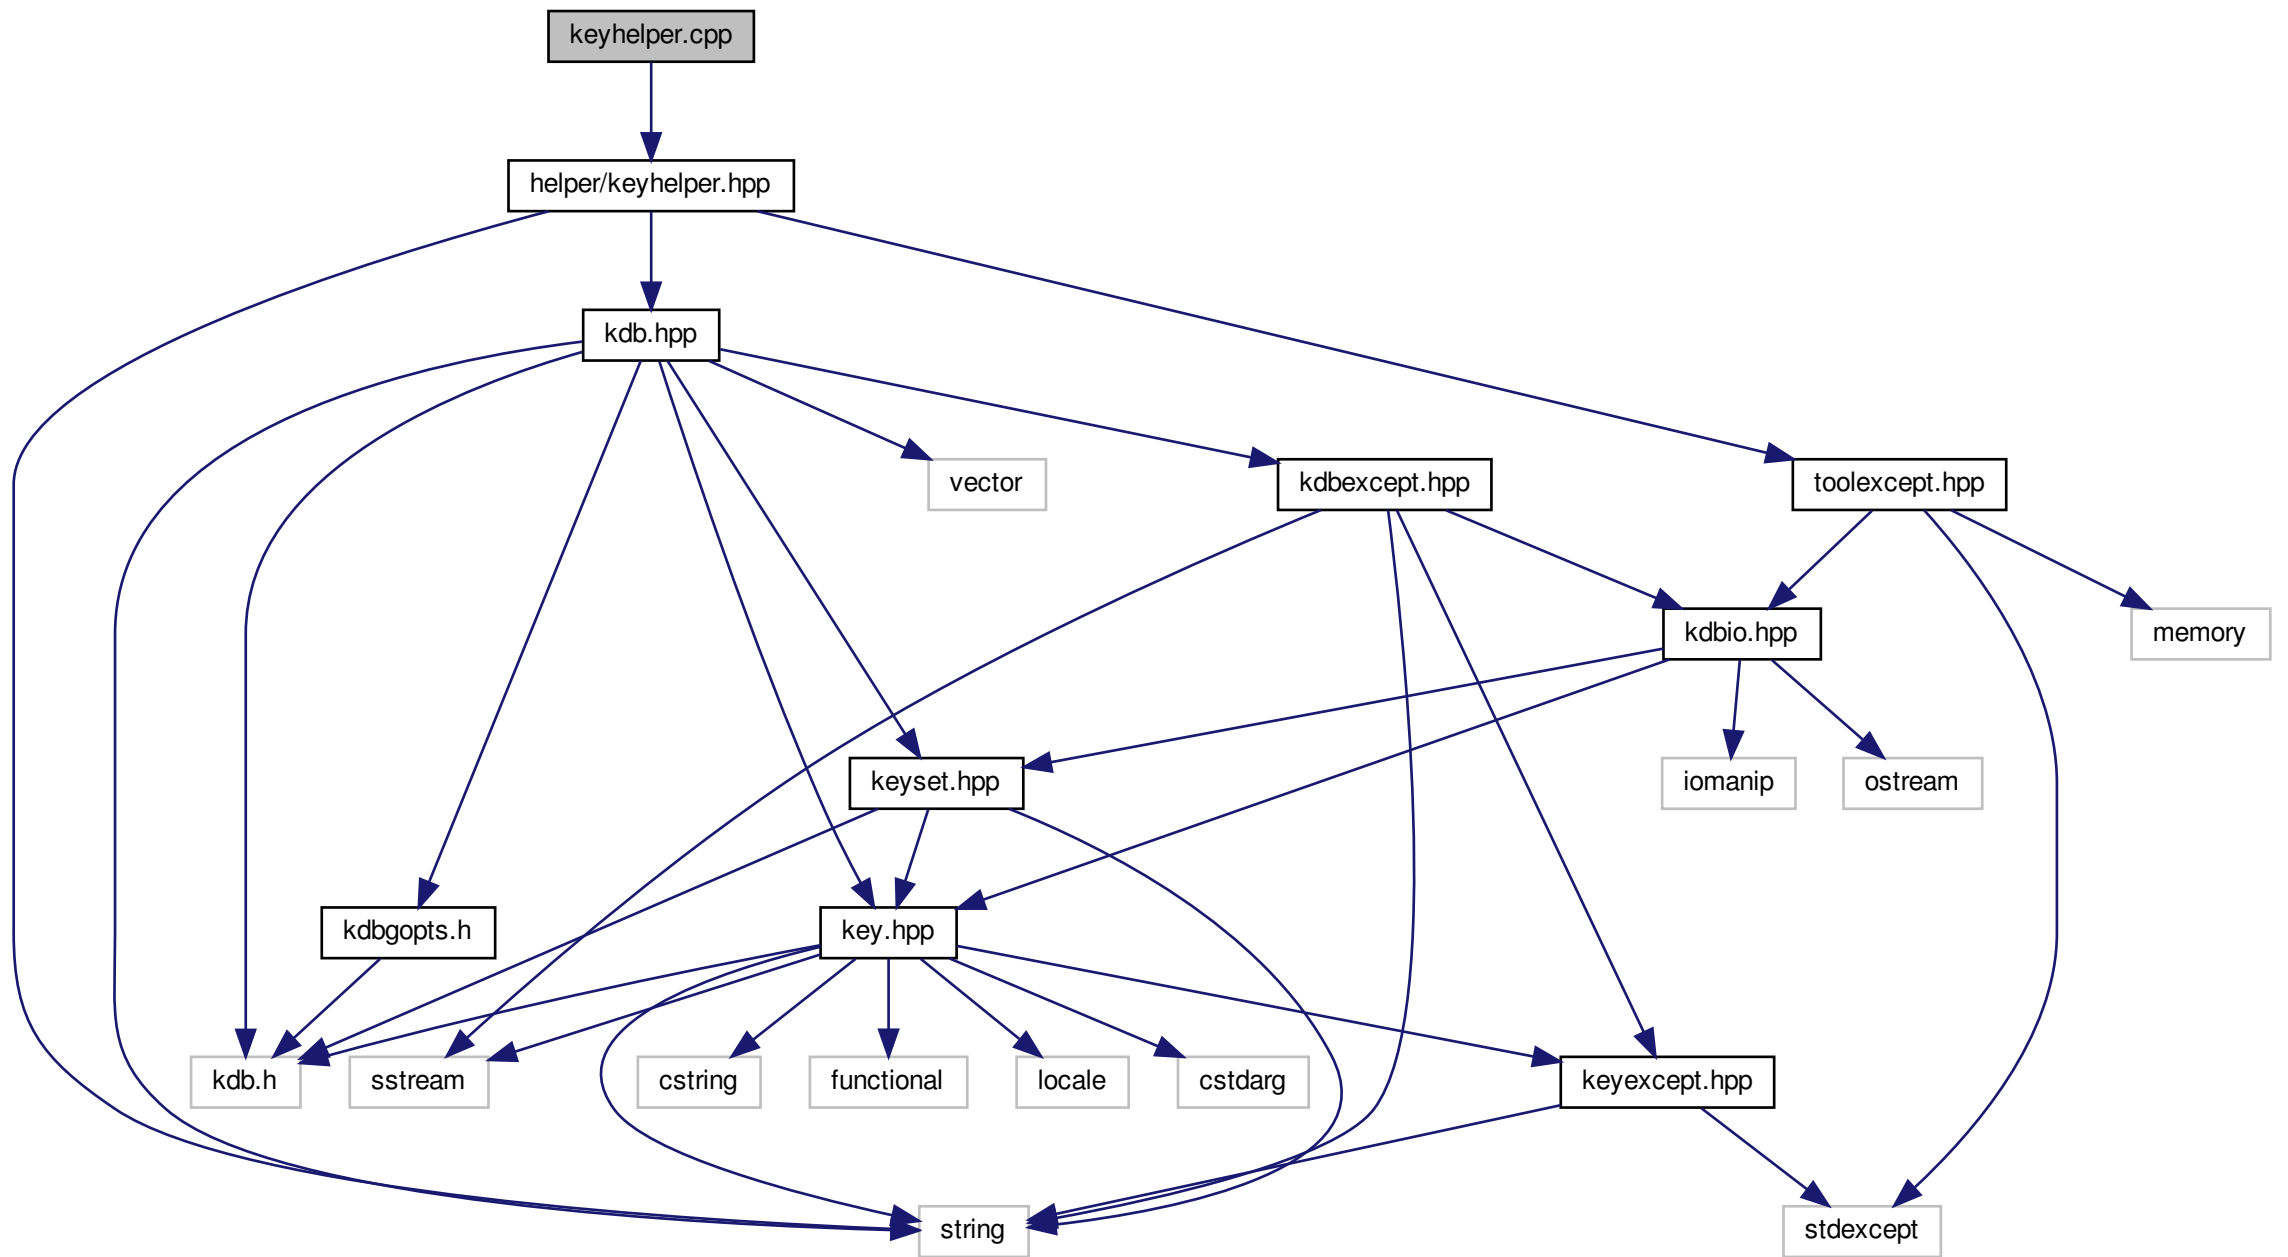 keyhelper.cpp
helper/keyhelper.hpp
kdb.hpp
vector
kdbexcept.hpp
toolexcept.hpp
kdbio.hpp
memory
keyset.hpp
iomanip
ostream
kdbgopts.h
key.hpp
kdb.h
sstream
cstring
functional
locale
cstdarg
keyexcept.hpp
string
stdexcept